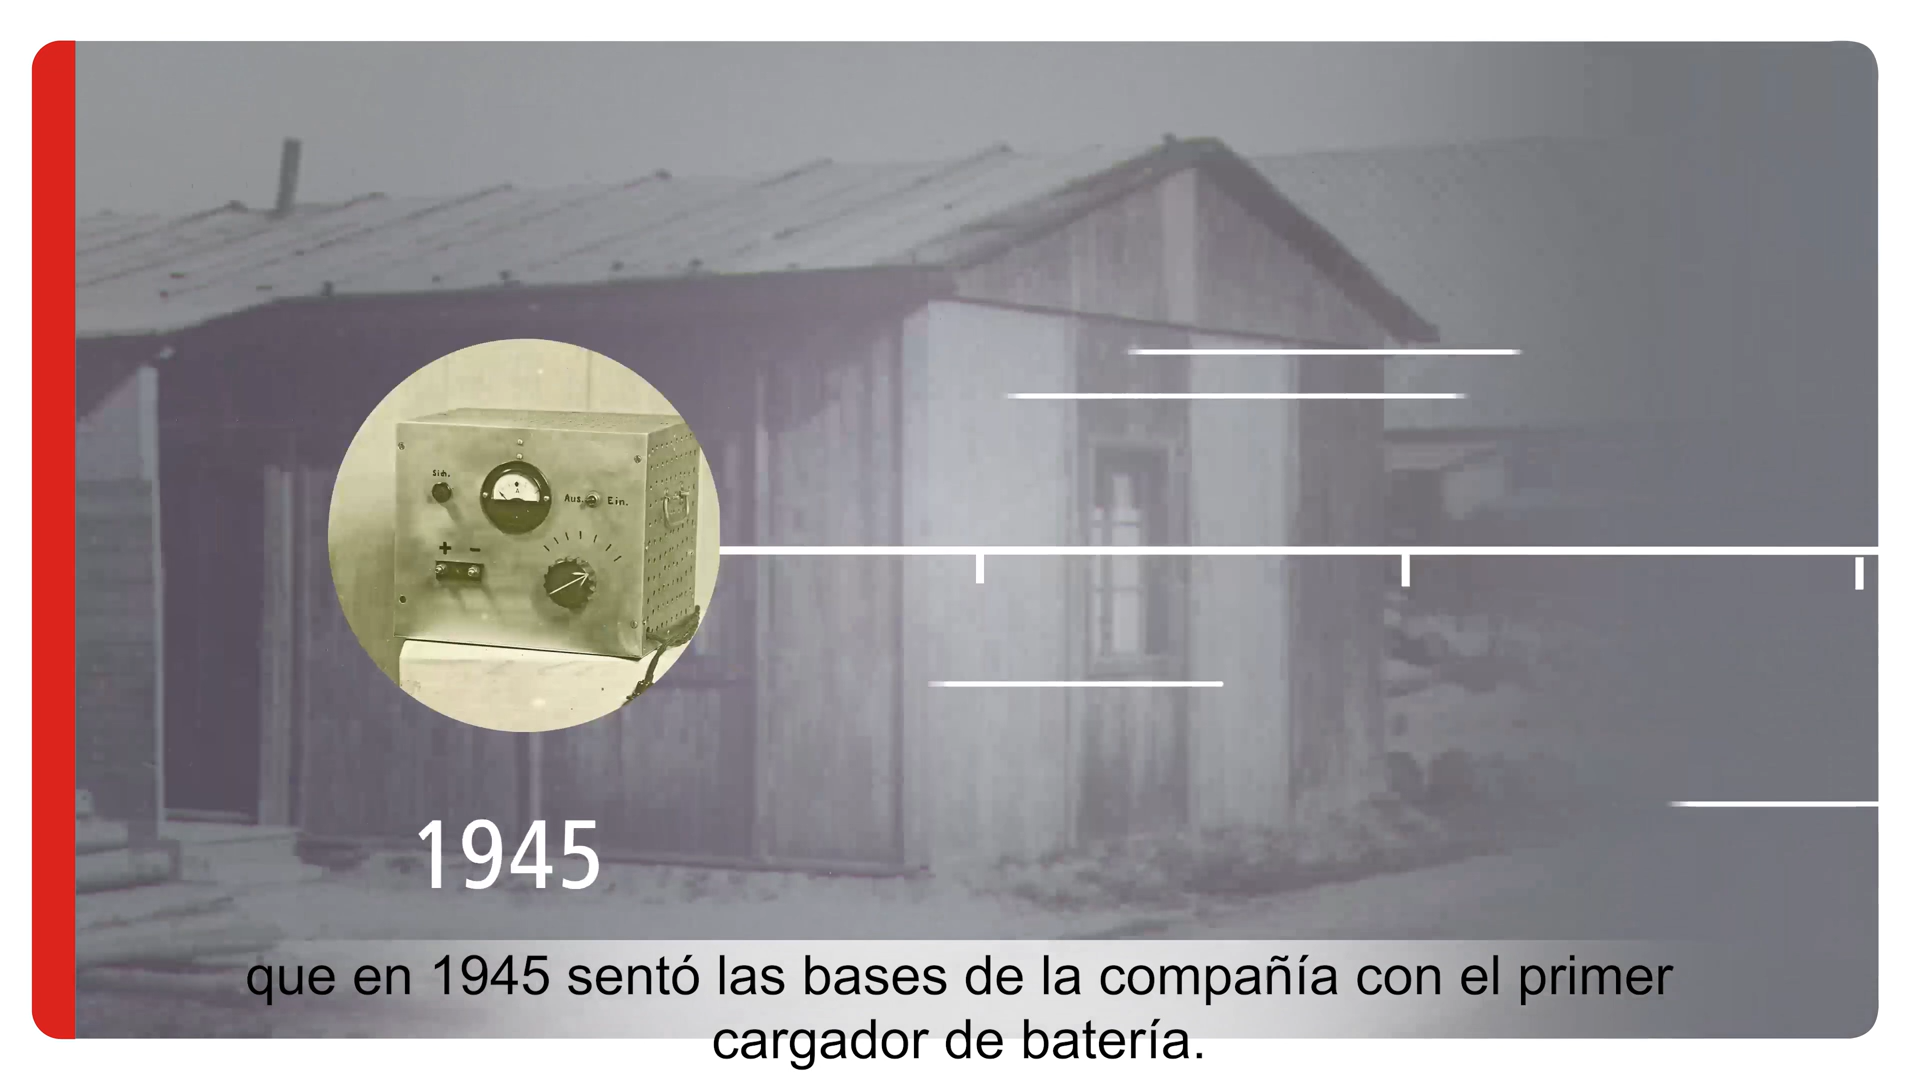 Sich.
A
Aus. Ein.
+ -
1945
que en 1945 sentó las bases de la compañía con el primer
cargador de batería.